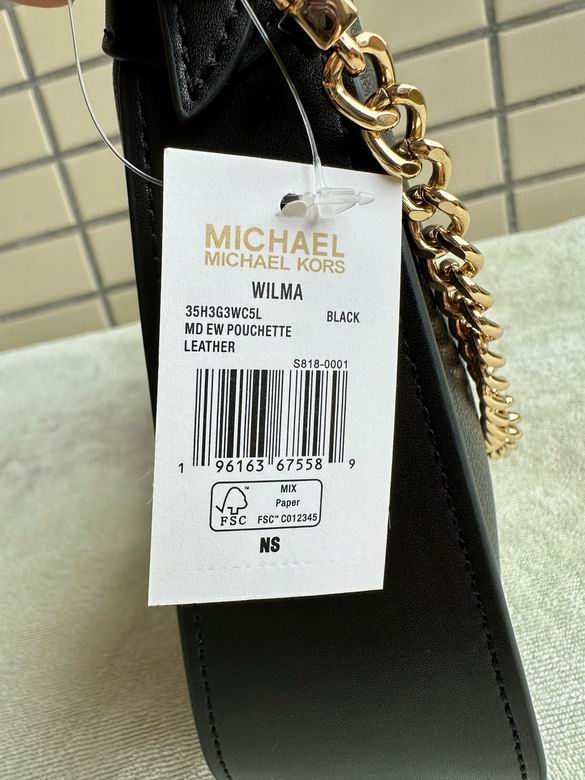 MICHAEL
MICHAEL KORS
WILMA
35H3G3WC5L BLACK
MD EW POUCHETTE
LEATHER
S818-0001
1 96163 67558 9
FSC™
MIX
Paper
FSC™ C012345
NS